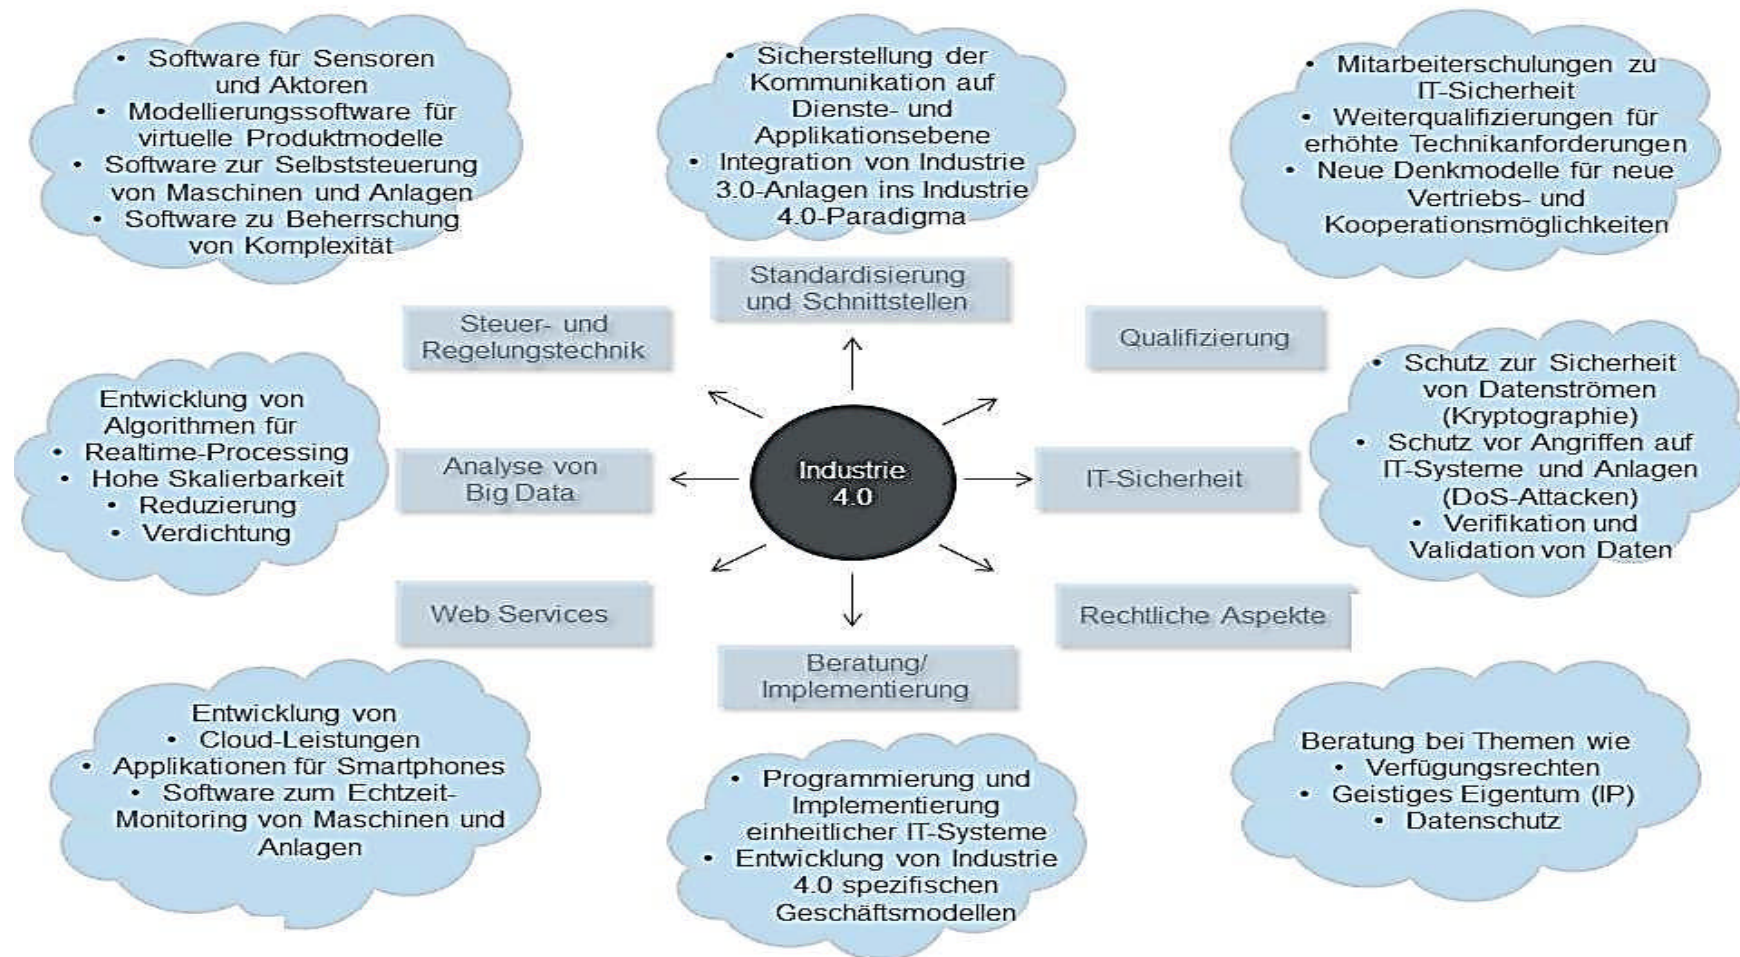 • Software für Sensoren
und Aktoren
• Modellierungssoftware für
virtuelle Produktmodelle
• Software zur Selbststeuerung
von Maschinen und Anlagen
• Software zu Beherrschung
von Komplexität
• Sicherstellung der
Kommunikation auf
Dienste- und
Applikationsebene
• Integration von Industrie
3.0-Anlagen ins Industrie
4.0-Paradigma
• Mitarbeiterschulungen zu
IT-Sicherheit
• Weiterqualifizierungen für
erhöhte Technikanforderungen
• Neue Denkmodelle für neue
Vertriebs- und
Kooperationsmöglichkeiten
Standardisierung
und Schnittstellen
Steuer- und
Regelungstechnik
Qualifizierung
Entwicklung von
Algorithmen für
• Realtime-Processing
• Hohe Skalierbarkeit
• Reduzierung
• Verdichtung
Analyse von
Big Data
Industrie
4.0
IT-Sicherheit
• Schutz zur Sicherheit
von Datenströmen
(Kryptographie)
• Schutz vor Angriffen auf
IT-Systeme und Anlagen
(DoS-Attacken)
• Verifikation und
Validation von Daten
Web Services
Rechtliche Aspekte
Beratung/
Implementierung
Entwicklung von
• Cloud-Leistungen
• Applikationen für Smartphones
• Software zum Echtzeit-
Monitoring von Maschinen und
Anlagen
• Programmierung und
Implementierung
einheitlicher IT-Systeme
• Entwicklung von Industrie
4.0 spezifischen
Geschäftsmodellen
Beratung bei Themen wie
• Verfügungsrechten
• Geistiges Eigentum (IP)
• Datenschutz